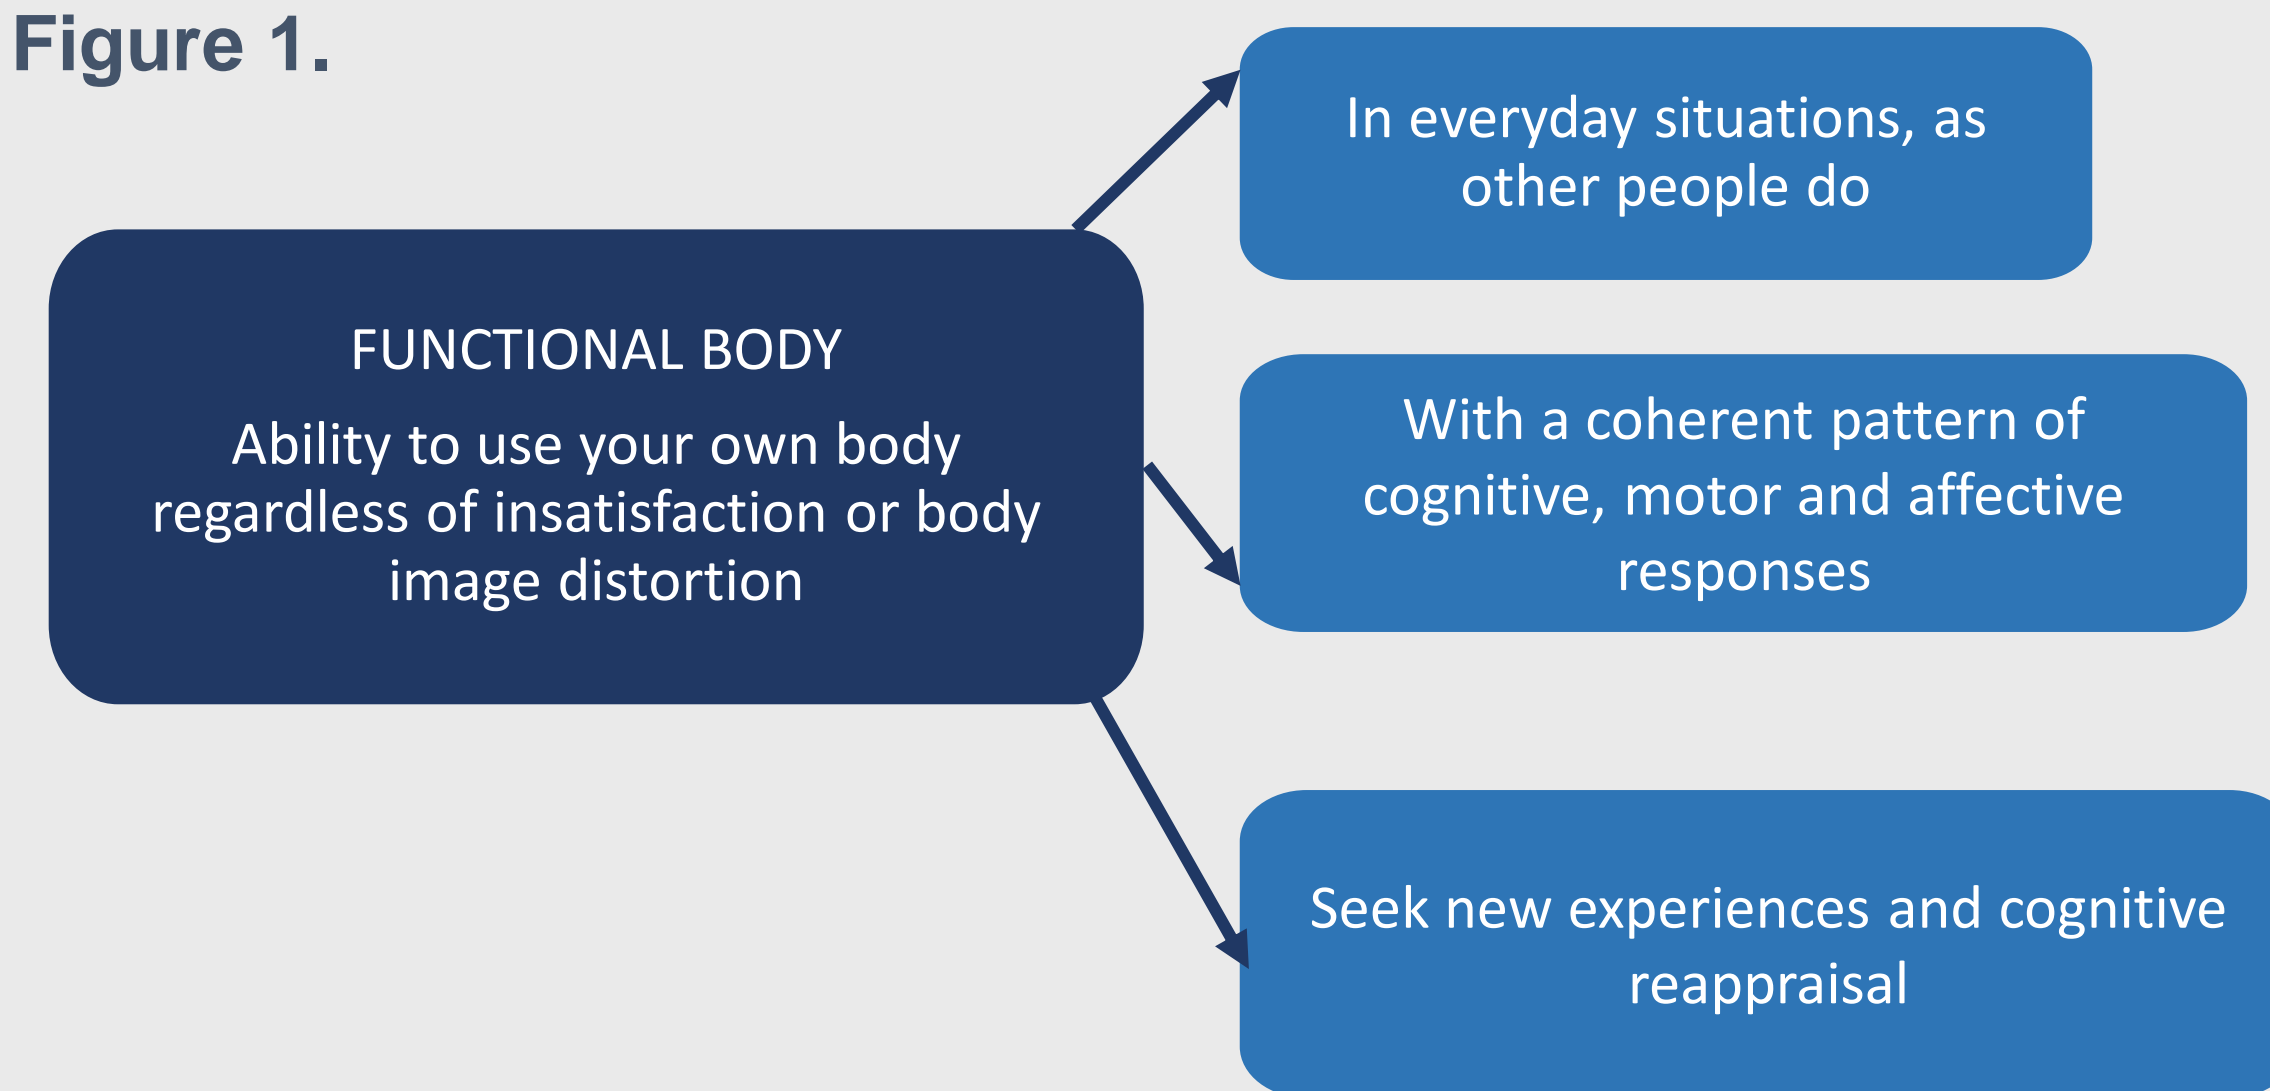 Figure 1.
In everyday situations, as
other people do
FUNCTIONAL BODY
Ability to use your own body
regardless of insatisfaction or body
image distortion
With a coherent pattern of
cognitive, motor and affective
responses
Seek new experiences and cognitive
reappraisal